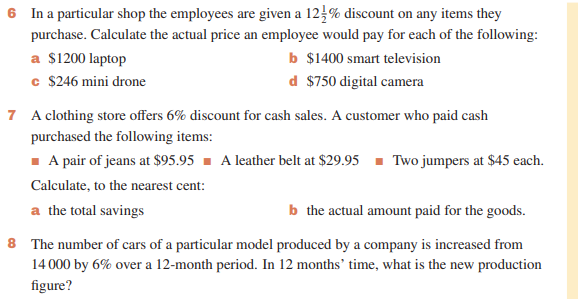 6 In a particular shop the employees are given a 12½% discount on any items they
purchase. Calculate the actual price an employee would pay for each of the following:
a $1200 laptop b $1400 smart television
c $246 mini drone d $750 digital camera
7 A clothing store offers 6% discount for cash sales. A customer who paid cash
purchased the following items:
■ A pair of jeans at $95.95 ■ A leather belt at $29.95 ■ Two jumpers at $45 each.
Calculate, to the nearest cent:
a the total savings b the actual amount paid for the goods.
8 The number of cars of a particular model produced by a company is increased from
14 000 by 6% over a 12-month period. In 12 months’ time, what is the new production
figure?